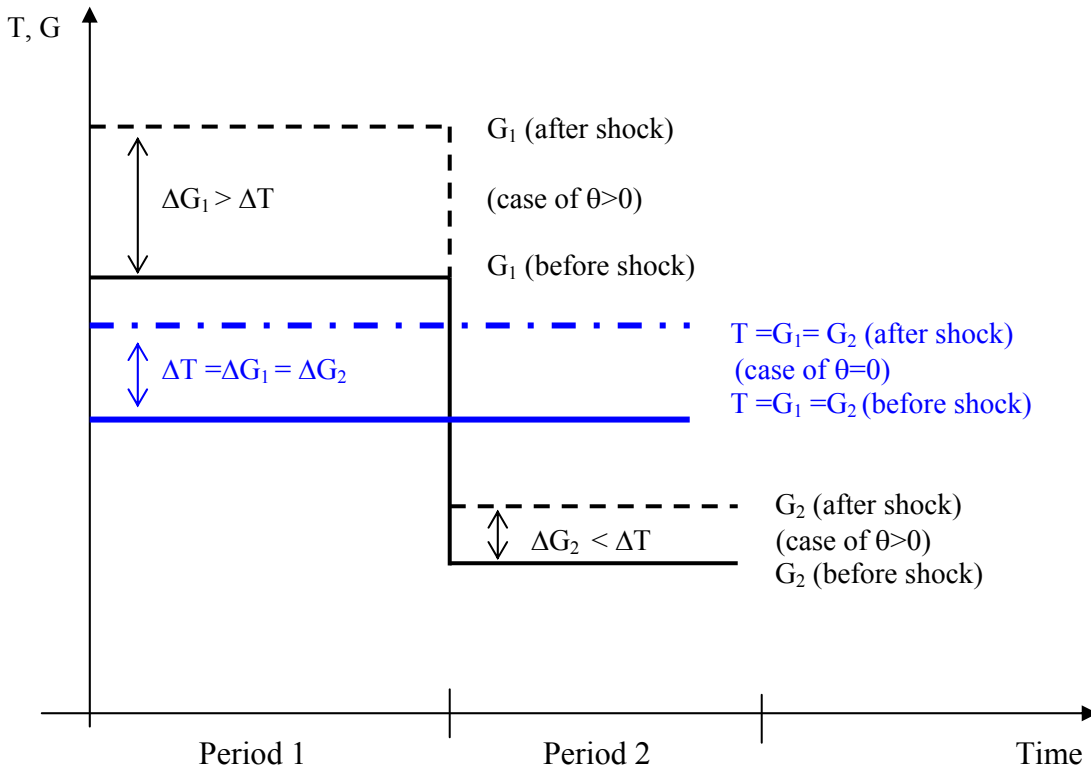 T, G
G₁ (after shock)
ΔG₁ > ΔT
(case of θ>0)
G₁ (before shock)
T =G₁= G₂ (after shock)
ΔT =ΔG₁ = ΔG₂
(case of θ=0)
T =G₁ =G₂ (before shock)
G₂ (after shock)
ΔG₂ < ΔT
(case of θ>0)
G₂ (before shock)
Period 1
Period 2
Time